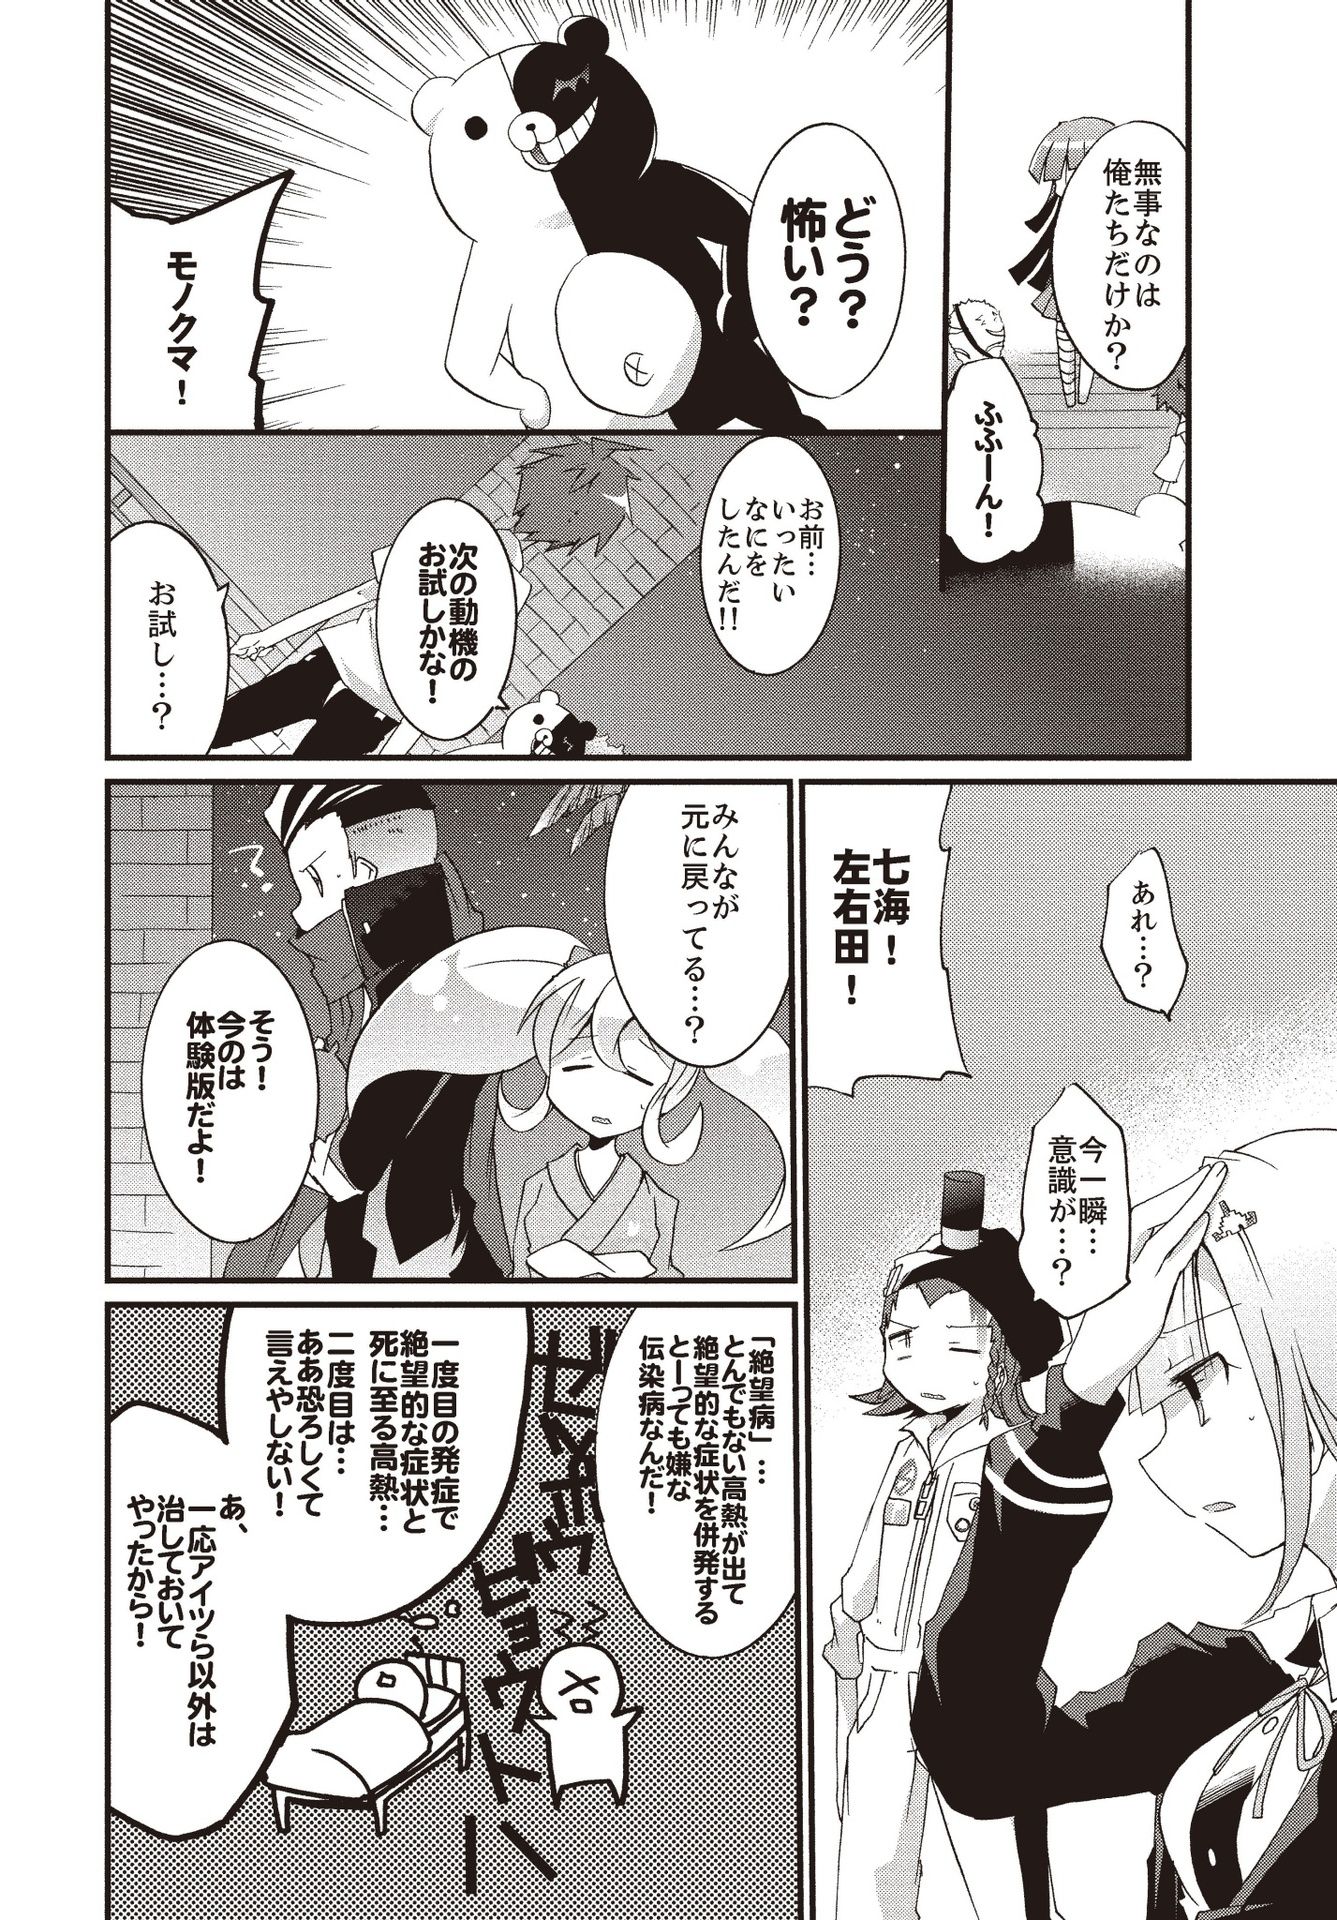 無事なのは
俺たちだけか？
ふふーん！
どう？
怖い？
モノクマ！
お前…
いったい
なにを
したんだ!!
次の動機の
お試しかな！
お試し…？
あれ…？
七海！
左右田！
今一瞬…
意識が…？
みんなが
元に戻ってる…？
そう！
今のは
体験版だよ！
「絶望病」…
とんでもない高熱が出て
絶望的な症状を併発する
とーっても嫌な
伝染病なんだ！
一度目の発症で
絶望的な症状と
死に至る高熱…
二度目は…
ああ恐ろしくて
言えやしない！
あ、
一応アイツら以外は
治しておいて
やったから！